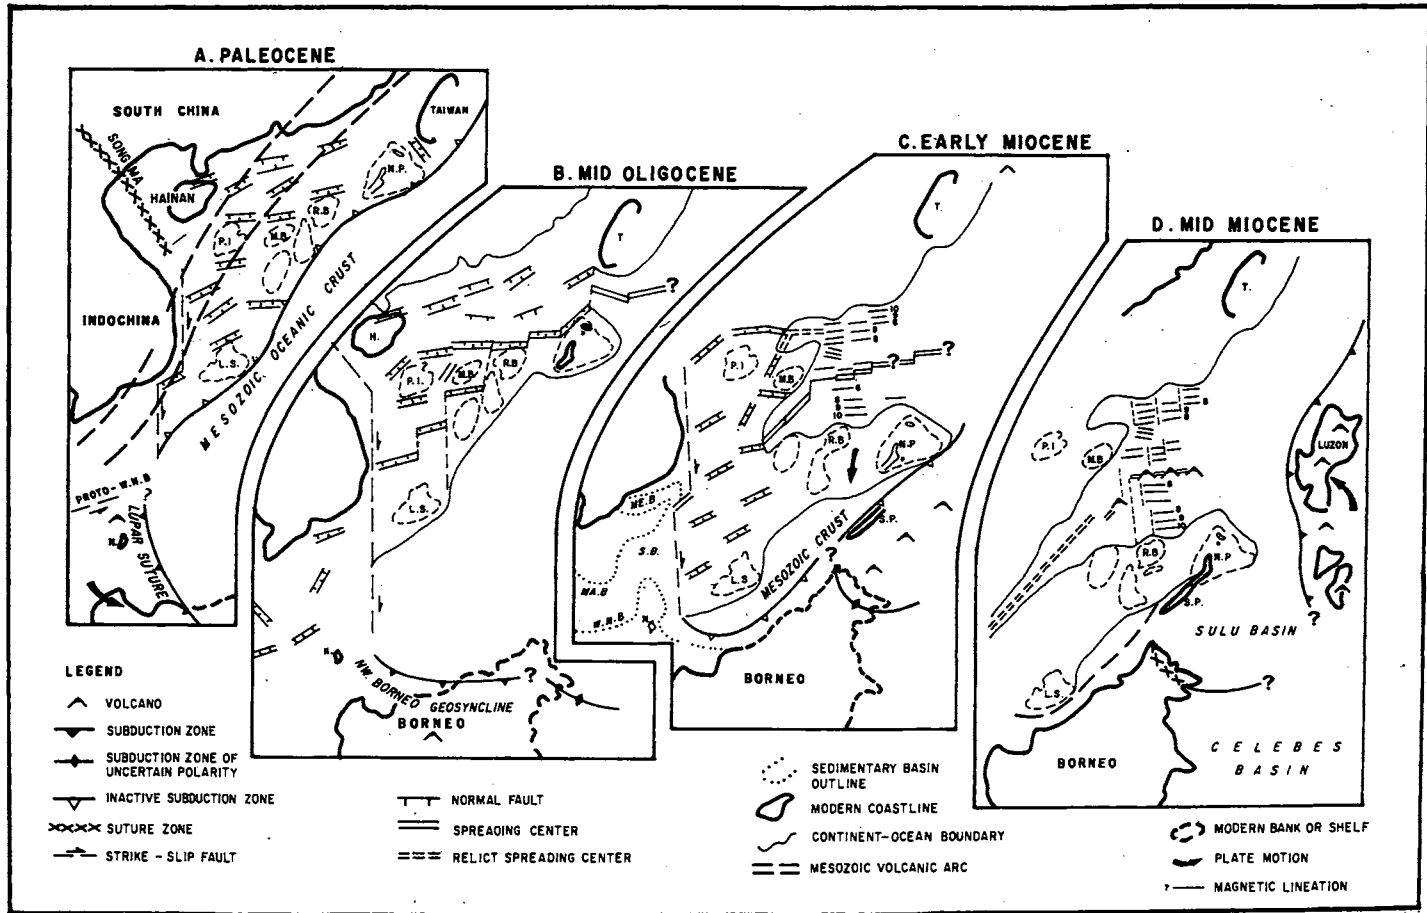 A. PALEOCENE
SOUTH CHINA
TAIWAN
SONG MA
HAINAN
N.P.
R.B
P.I
M.B
INDOCHINA
L.S.
MESOZOIC OCEANIC CRUST
PROTO-W.N.B
?
N.
LUPAR SUTURE
B. MID OLIGOCENE
T
?
H.
R.B
P.I.
M.B
L.S.
N.
?
NW. BORNEO GEOSYNCLINE
BORNEO
C. EARLY MIOCENE
T.
10
?
?
P.I
M.B
10
R.B
N.P
ME.B
S.B.
S.P.
MESOZOIC CRUST
?
L.S
MA.B
W.N.B
N.
BORNEO
D. MID MIOCENE
T.
P.I
M.B
LUZON
10
R.B
N.P
S.P.
?
SULU BASIN
L.S.
?
BORNEO
CELEBES
BASIN
LEGEND
VOLCANO
SUBDUCTION ZONE
SUBDUCTION ZONE OF
UNCERTAIN POLARITY
INACTIVE SUBDUCTION ZONE
SUTURE ZONE
STRIKE - SLIP FAULT
NORMAL FAULT
SPREADING CENTER
RELICT SPREADING CENTER
SEDIMENTARY BASIN
OUTLINE
MODERN COASTLINE
CONTINENT-OCEAN BOUNDARY
MESOZOIC VOLCANIC ARC
MODERN BANK OR SHELF
PLATE MOTION
? MAGNETIC LINEATION